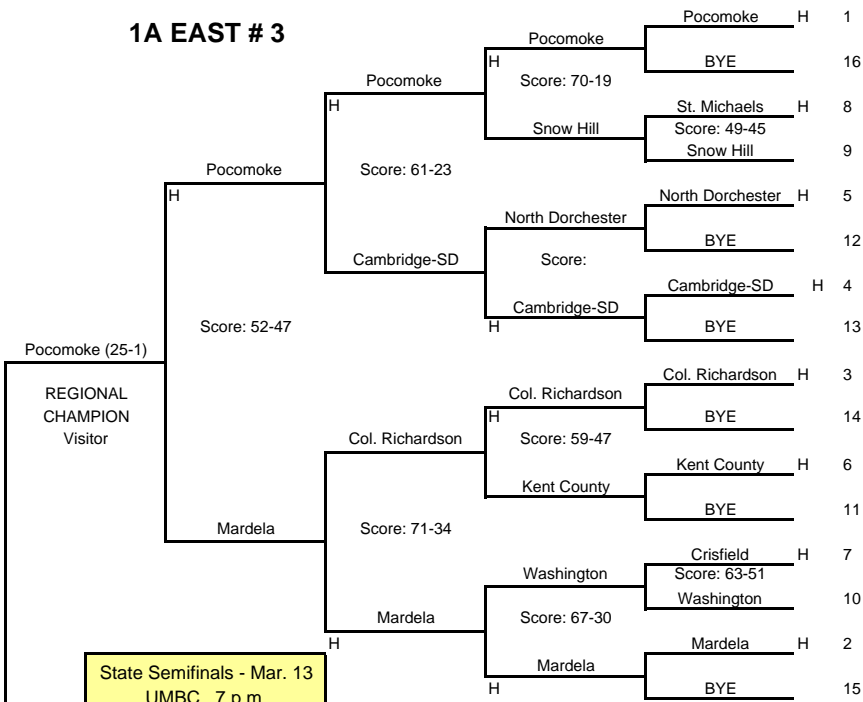 1A EAST # 3
Pocomoke H 1
Pocomoke
BYE 16
H
Score: 70-19
Pocomoke
H
St. Michaels H 8
Score: 49-45
Snow Hill
Snow Hill 9
Pocomoke
Score: 61-23
H
North Dorchester H 5
North Dorchester
BYE 12
Cambridge-SD
Score:
Cambridge-SD H 4
Cambridge-SD
H
BYE 13
Score: 52-47
Pocomoke (25-1)
REGIONAL
CHAMPION
Visitor
Col. Richardson H 3
Col. Richardson
H
BYE 14
Col. Richardson
Score: 59-47
Kent County H 6
Kent County
BYE 11
Mardela
Score: 71-34
Crisfield H 7
Score: 63-51
Washington
Washington 10
Mardela
Score: 67-30
H
Mardela H 2
Mardela
H
BYE 15
State Semifinals - Mar. 13
UMBC 7 p.m.